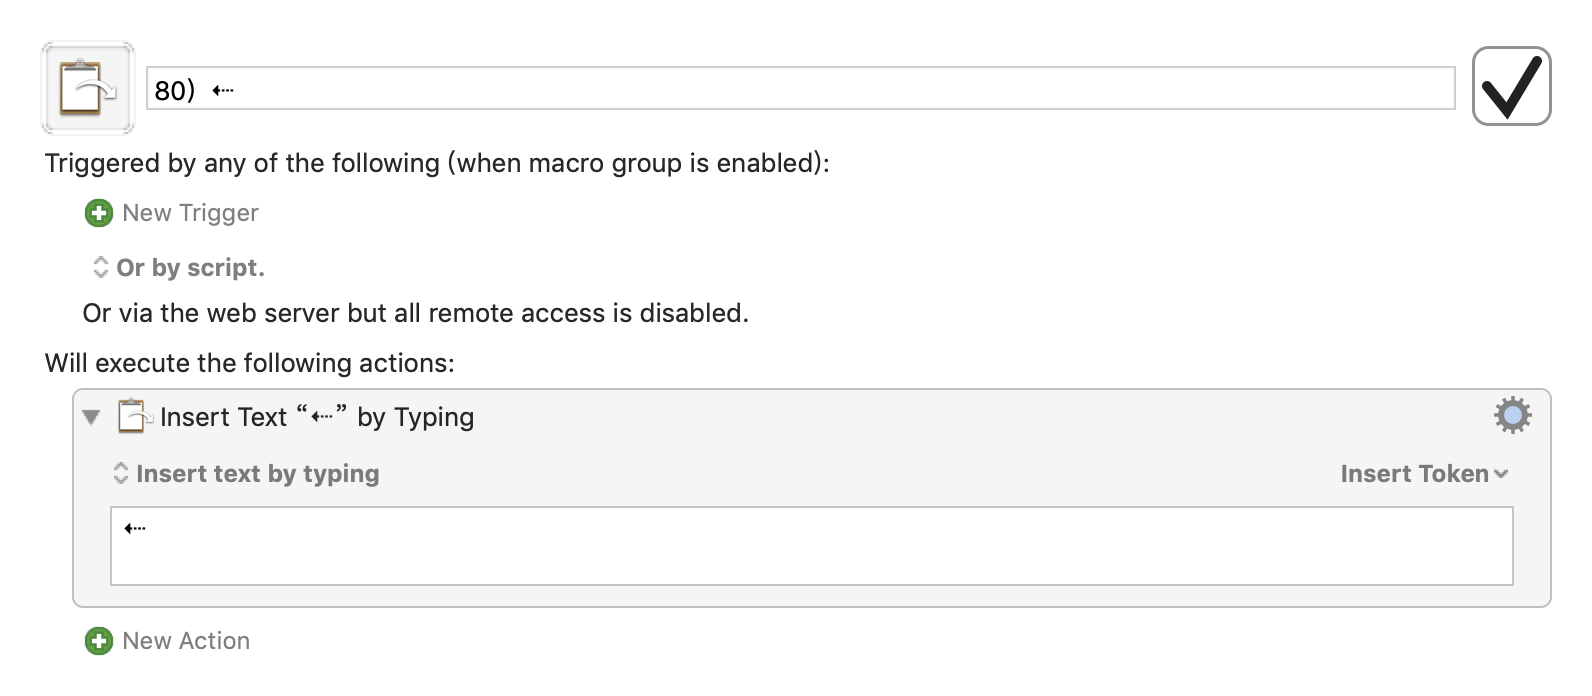 80) ⇠
Triggered by any of the following (when macro group is enabled):
New Trigger
Or by script.
Or via the web server but all remote access is disabled.
Will execute the following actions:
Insert Text “⇠” by Typing
Insert text by typing
Insert Token
⇠
New Action